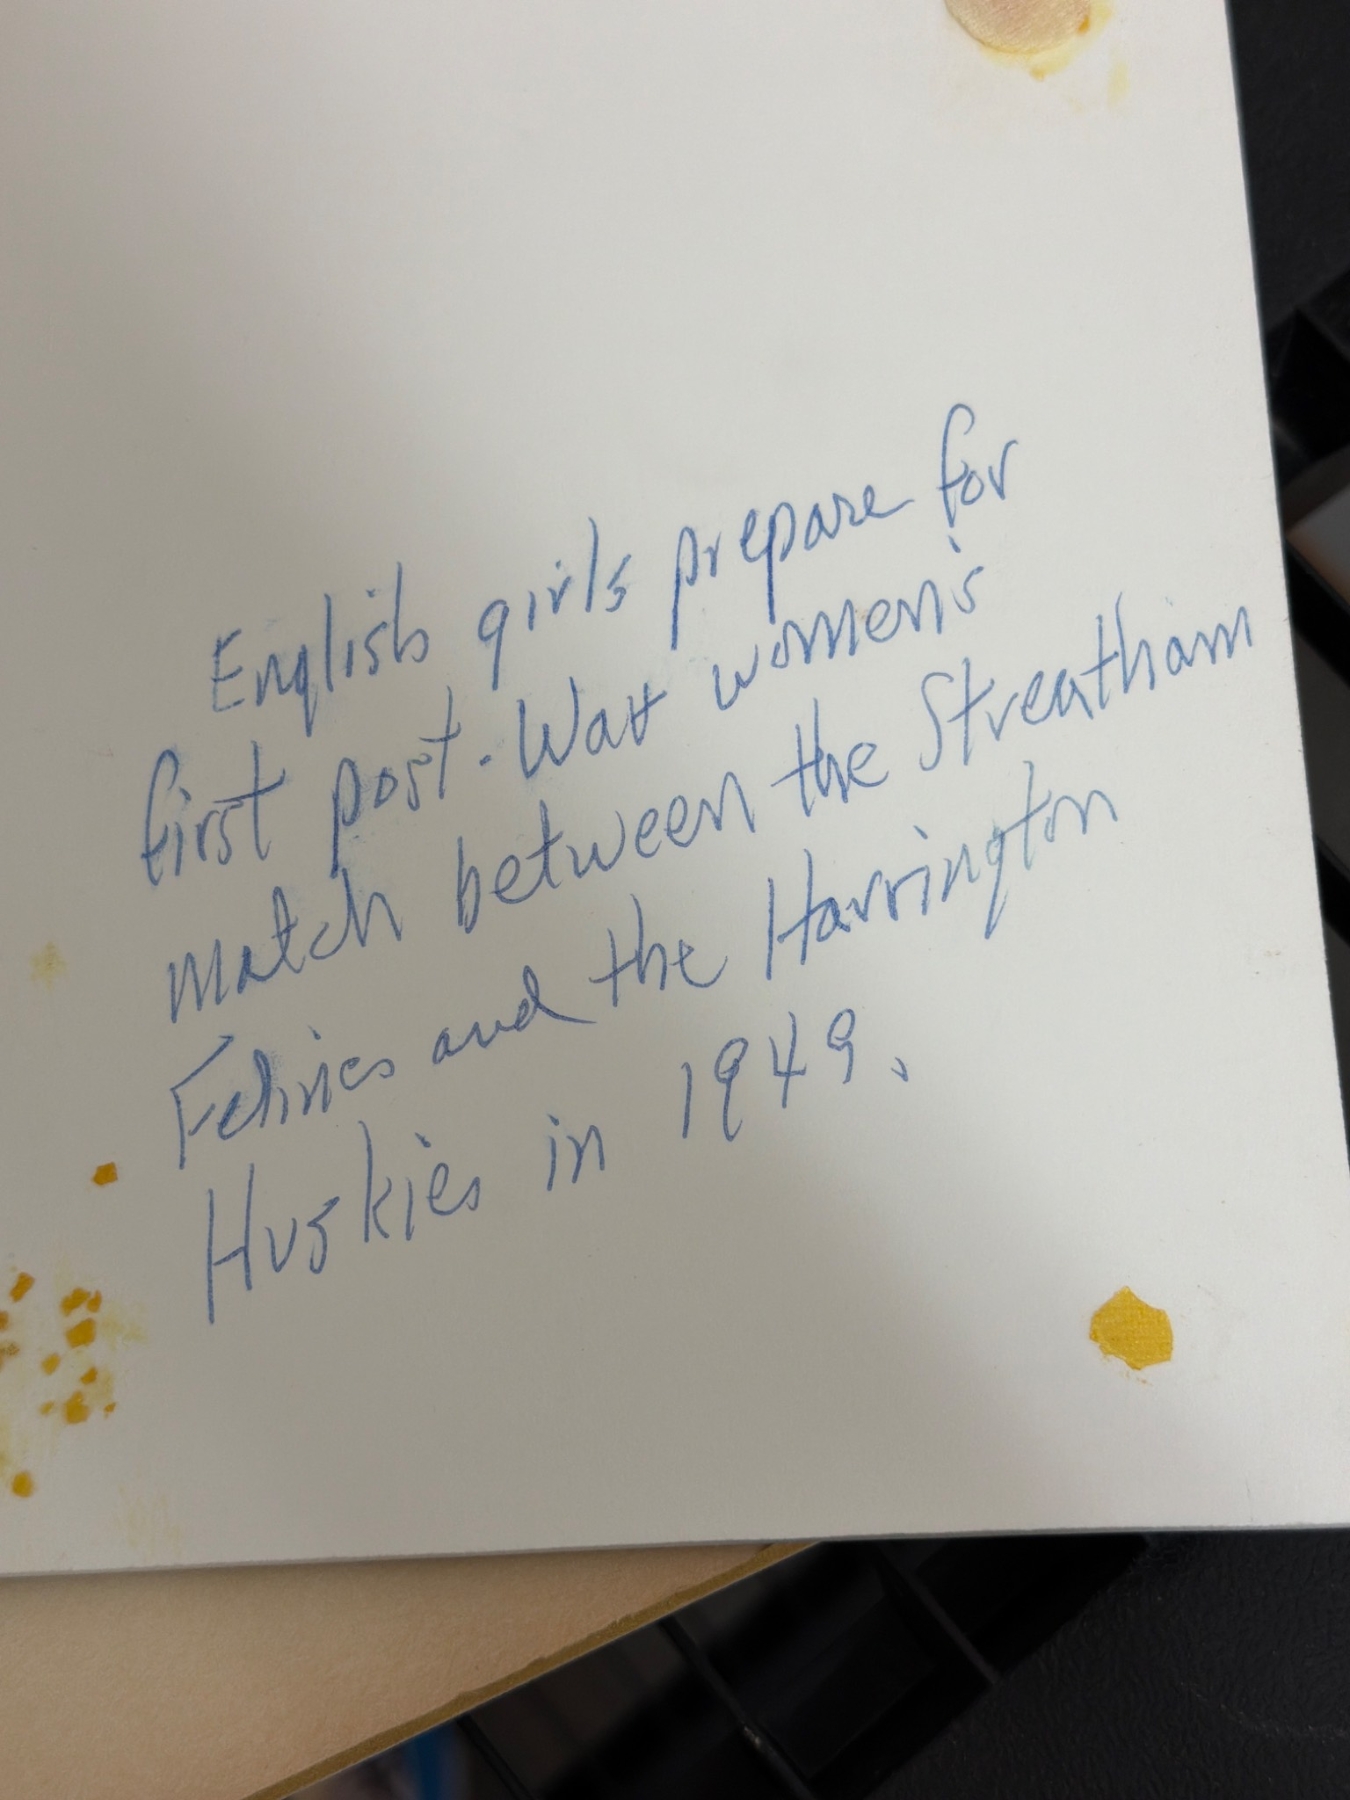 English girls prepare for
first post-War women's
match between the Streatham
Felines and the Harrington
Huskies in 1949.